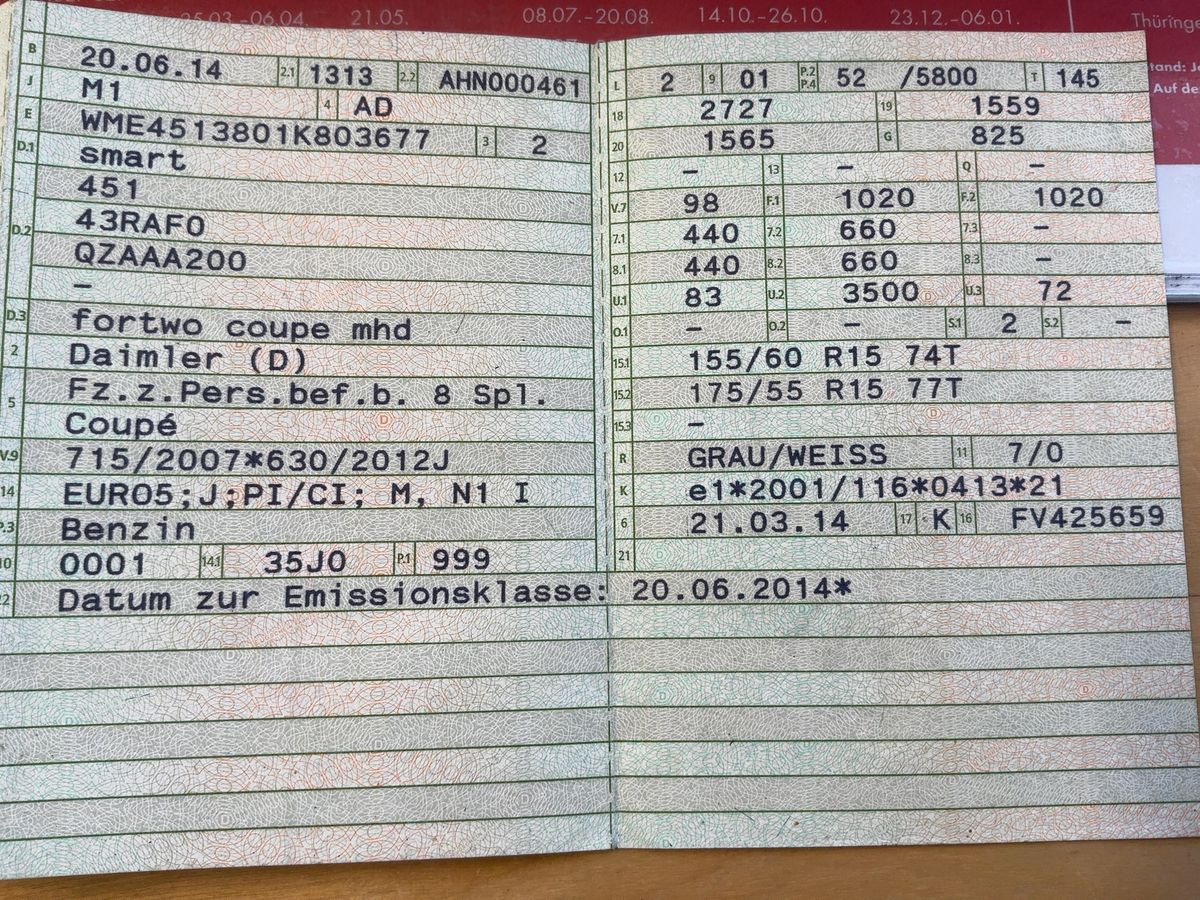 25.03.-06.04. 21.05. 08.07.-20.08. 14.10.-26.10. 23.12.-06.01.
B 20.06.14 2.1 1313 2.2 AHN000461
J M1 4 AD
E WME4513801K803677 3 2
D.1 smart
D.2 451
43RAF0
QZAAA200
–
D.3 fortwo coupe mhd
2 Daimler (D)
5 Fz.z.Pers.bef.b. 8 Spl.
Coupé
V.9 715/2007*630/2012J
14 EURO5;J;PI/CI; M, N1 I
P.3 Benzin
10 0001 14.1 35J0 P.1 999
22 Datum zur Emissionsklasse: 20.06.2014*
L 2 9 01 P.2 P.4 52 /5800 T 145
18 2727 19 1559
20 1565 G 825
12 – 13 – Q –
V.7 98 F.1 1020 F.2 1020
7.1 440 7.2 660 7.3 –
8.1 440 8.2 660 8.3 –
U.1 83 U.2 3500 U.3 72
O.1 – O.2 – S.1 2 S.2 –
15.1 155/60 R15 74T
15.2 175/55 R15 77T
15.3 –
R GRAU/WEISS 11 7/0
K e1*2001/116*0413*21
6 21.03.14 17 K 16 FV425659
21
Auf